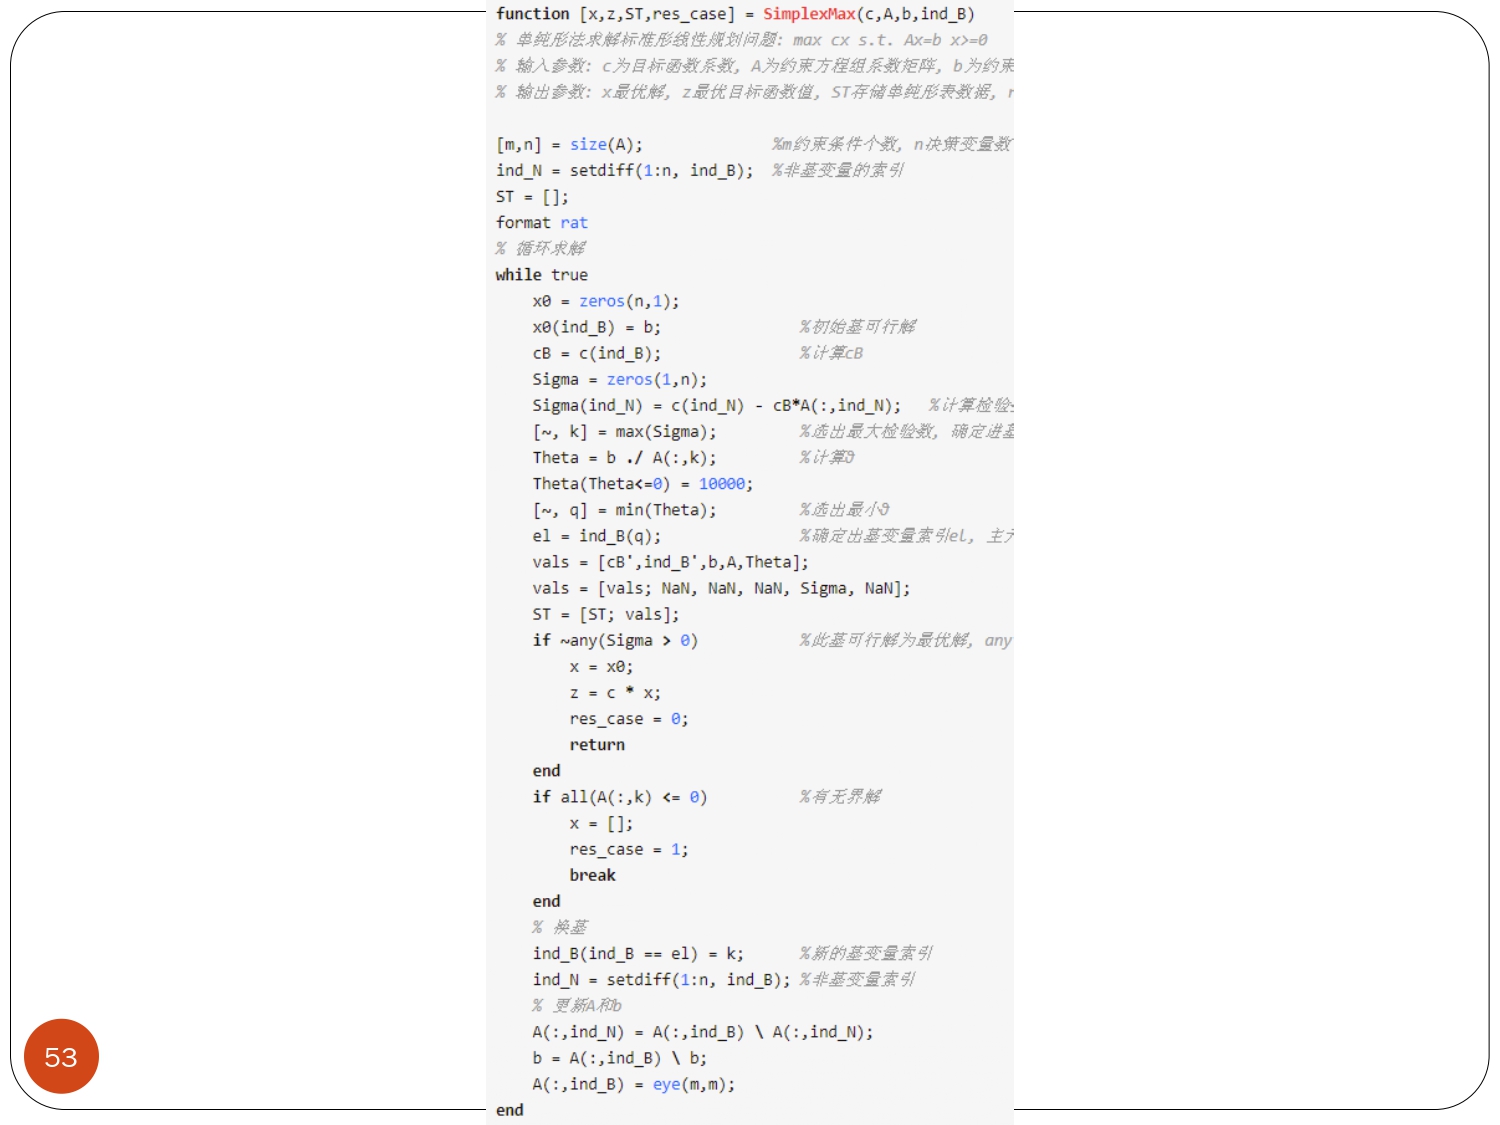 function [x,z,ST,res_case] = SimplexMax(c,A,b,ind_B)
% 单纯形法求解标准形线性规划问题: max cx s.t. Ax=b x>=0
% 输入参数: c为目标函数系数, A为约束方程组系数矩阵, b为约束
% 输出参数: x最优解, z最优目标函数值, ST存储单纯形表数据, r

[m,n] = size(A); %m约束条件个数, n决策变量数
ind_N = setdiff(1:n, ind_B); %非基变量的索引
ST = [];
format rat
% 循环求解
while true
    x0 = zeros(n,1);
    x0(ind_B) = b; %初始基可行解
    cB = c(ind_B); %计算cB
    Sigma = zeros(1,n);
    Sigma(ind_N) = c(ind_N) - cB*A(:,ind_N); %计算检验
    [~, k] = max(Sigma); %选出最大检验数, 确定进基
    Theta = b ./ A(:,k); %计算θ
    Theta(Theta<=0) = 10000;
    [~, q] = min(Theta); %选出最小θ
    el = ind_B(q); %确定出基变量索引el, 主
    vals = [cB',ind_B',b,A,Theta];
    vals = [vals; NaN, NaN, NaN, Sigma, NaN];
    ST = [ST; vals];
    if ~any(Sigma > 0) %此基可行解为最优解, any
        x = x0;
        z = c * x;
        res_case = 0;
        return
    end
    if all(A(:,k) <= 0) %有无界解
        x = [];
        res_case = 1;
        break
    end
    % 换基
    ind_B(ind_B == el) = k; %新的基变量索引
    ind_N = setdiff(1:n, ind_B); %非基变量索引
    % 更新A和b
    A(:,ind_N) = A(:,ind_B) \ A(:,ind_N);
    b = A(:,ind_B) \ b;
    A(:,ind_B) = eye(m,m);
end
53